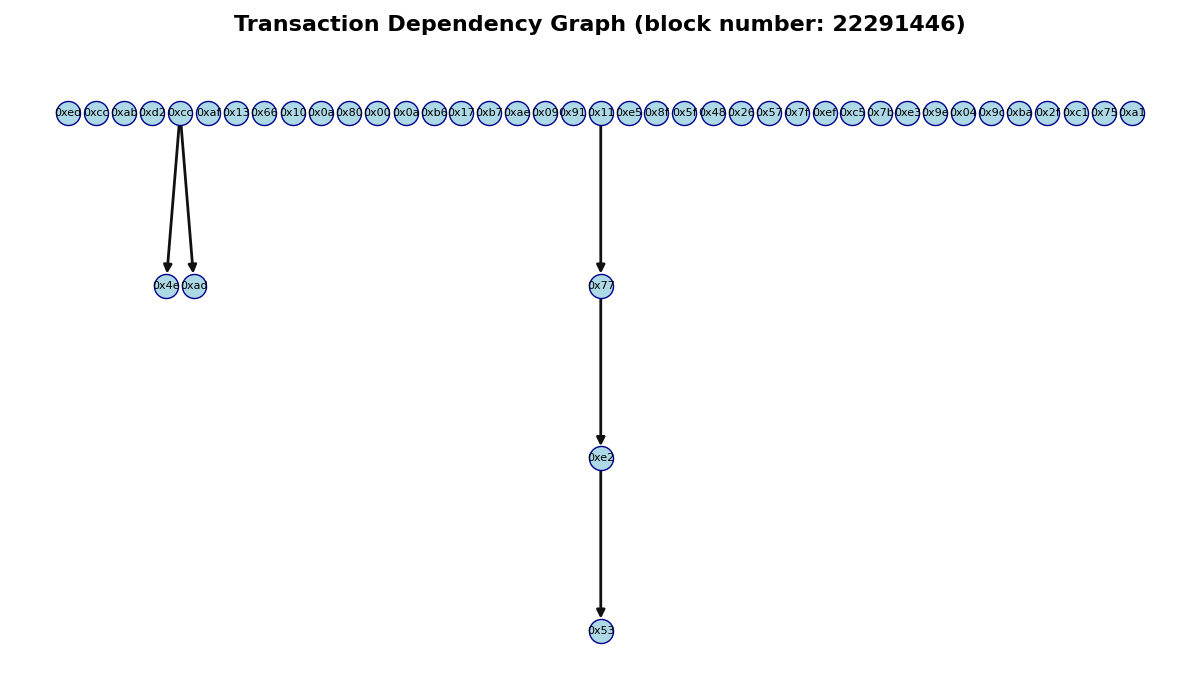 Transaction Dependency Graph (block number: 22291446)
0xed 0xcc 0xab 0xd2 0xcc 0xaf 0x13 0x66 0x10 0x0a 0x80 0x00 0x0a 0xb6 0x17 0xb7 0xae 0x09 0x91 0x11 0xe5 0x8f 0x5f 0x48 0x26 0x57 0x7f 0xef 0xc5 0x7b 0xe3 0x9e 0x04 0x9c 0xba 0x2f 0xc1 0x75 0xa1
0x4e 0xad 0x77
0xe2
0x53